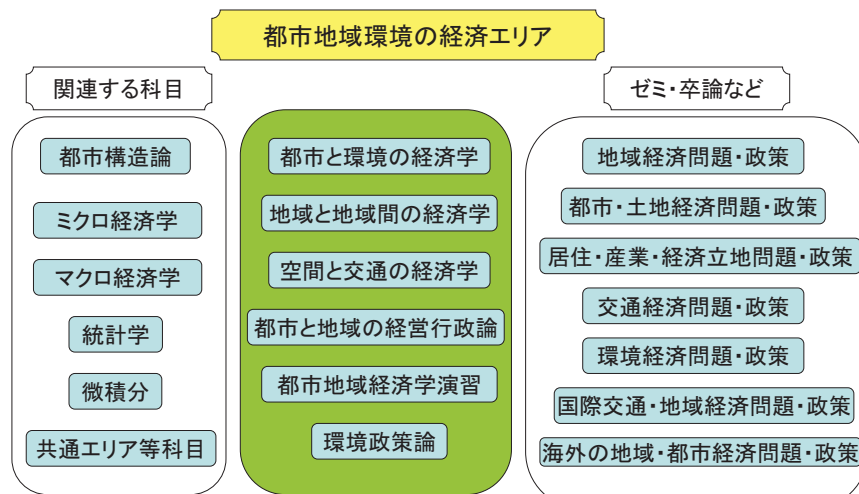 都市地域環境の経済エリア
関連する科目
都市構造論
ミクロ経済学
マクロ経済学
統計学
微積分
共通エリア等科目
都市と環境の経済学
地域と地域間の経済学
空間と交通の経済学
都市と地域の経営行政論
都市地域経済学演習
環境政策論
ゼミ・卒論など
地域経済問題・政策
都市・土地経済問題・政策
居住・産業・経済立地問題・政策
交通経済問題・政策
環境経済問題・政策
国際交通・地域経済問題・政策
海外の地域・都市経済問題・政策